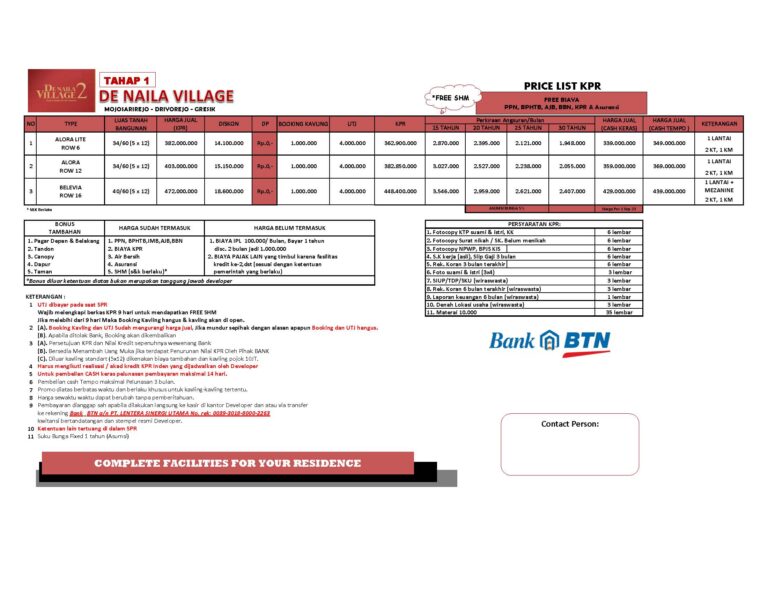 DE NAILA
VILLAGE 2
TAHAP 1
DE NAILA VILLAGE
MOJOSARIREJO - DRIYOREJO - GRESIK
*FREE SHM
PRICE LIST KPR
FREE BIAYA
PPN, BPHTB, AJB, BBN, KPR & Asuransi
NO TYPE LUAS TANAH BANGUNAN HARGA JUAL (KPR) DISKON DP BOOKING KAVLING UTJ KPR Perkiraan Angsuran/Bulan HARGA JUAL (CASH KERAS) HARGA JUAL (CASH TEMPO ) KETERANGAN
15 TAHUN 20 TAHUN 25 TAHUN 30 TAHUN
1 ALORA LITE ROW 6 34/60 (5 x 12) 382.000.000 14.100.000 Rp.0,- 1.000.000 4.000.000 362.900.000 2.870.000 2.395.000 2.121.000 1.948.000 339.000.000 349.000.000 1 LANTAI 2 KT, 1 KM
2 ALORA ROW 12 34/60 (5 x 12) 403.000.000 15.150.000 Rp.0,- 1.000.000 4.000.000 382.850.000 3.027.000 2.527.000 2.238.000 2.055.000 359.000.000 369.000.000 1 LANTAI 2 KT, 1 KM
3 BELEVIA ROW 16 40/60 (5 x 12) 472.000.000 18.600.000 Rp.0,- 1.000.000 4.000.000 448.400.000 3.546.000 2.959.000 2.621.000 2.407.000 429.000.000 439.000.000 1 LANTAI + MEZANINE 2 KT, 1 KM
BONUS TAMBAHAN HARGA SUDAH TERMASUK HARGA BELUM TERMASUK
1. Pagar Depan & Belakang 1. PPN, BPHTB,IMB,AJB,BBN 1. BIAYA IPL 100.000/ Bulan, Bayar 1 tahun
2. Tandon 2. BIAYA KPR disc. 2 bulan jadi 1.000.000
3. Canopy 3. Air Bersih 2. BIAYA PAJAK LAIN yang timbul karena fasilitas
4. Dapur 4. Asuransi kredit ke-2,dst (sesuai dengan ketentuan
5. Taman 5. SHM (s&k berlaku)* pemerintah yang berlaku)
*Bonus diluar ketentuan diatas bukan merupakan tanggung jawab developer
PERSYARATAN KPR:
1. Fotocopy KTP suami & istri, KK 6 lembar
2. Fotocopy Surat nikah / SK. Belum menikah 6 lembar
3. Fotocopy NPWP, BPJS KIS 6 lembar
4. S.K kerja (asli), Slip Gaji 3 bulan 6 lembar
5. Rek. Koran 3 bulan terakhir 6 lembar
6. Foto suami & istri (3x4) 3 lembar
7. SIUP/TDP/SKU (wiraswasta) 3 lembar
8. Rek. Koran 6 bulan terakhir (wiraswasta) 3 lembar
9. Laporan keuangan 6 bulan (wiraswasta) 1 lembar
10. Denah Lokasi usaha (wiraswasta) 3 lembar
11. Materai 10.000 35 lembar
KETERANGAN :
1 UTJ dibayar pada saat SPR
Wajib melengkapi berkas KPR 9 hari untuk mendapatkan FREE SHM
Jika melebihi dari 9 hari Maka Booking Kavling hangus & kavling akan di open.
2 (A). Booking Kavling dan UTJ Sudah mengurangi harga jual, Jika mundur sepihak dengan alasan apapun Booking dan UTJ hangus.
(B). Apabila ditolak Bank, Booking akan dikembalikan
3 (A). Persetujuan KPR dan Nilai Kredit sepenuhnya wewenang Bank
(B). Bersedia Menambah Uang Muka jika terdapat Penurunan Nilai KPR Oleh Pihak BANK
(C). Diluar kavling standart (5x12) dikenakan biaya tambahan dan kavling pojok 10JT.
4 Harus mengikuti realisasi / akad kredit KPR Inden yang dijadwalkan oleh Developer
5 Untuk pembelian CASH keras pelunasan pembayaran maksimal 14 hari.
6 Pembelian cash Tempo maksimal Pelunasan 3 bulan.
7 Promo diatas berbatas waktu dan berlaku khusus untuk kavling-kavling tertentu.
8 Harga sewaktu waktu dapat berubah tanpa pemberitahuan.
9 Pembayaran dianggap sah apabila dilakukan langsung ke kasir di kantor Developer dan atau via transfer
ke rekening Bank BTN a/n PT. LENTERA SINERGI UTAMA No. rek: 0039-3018-8000-2263
kwitansi bertandatangan dan stempel resmi Developer.
10 Ketentuan lain tertuang di dalam SPR
11 Suku Bunga Fixed 1 tahun (Asumsi)
Bank BTN
Contact Person:
COMPLETE FACILITIES FOR YOUR RESIDENCE